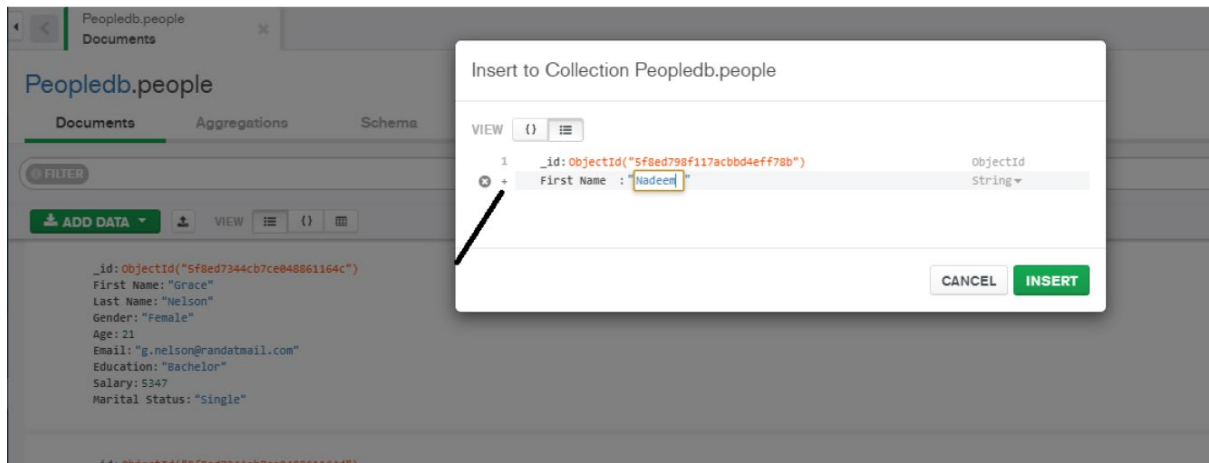 Peopledb.people
Documents
Peopledb.people
Documents Aggregations Schema
FILTER
ADD DATA VIEW {}
_id:ObjectId("5f8ed7344cb7ce048861164c")
First Name:"Grace"
Last Name:"Nelson"
Gender:"Female"
Age:21
Email:"g.nelson@randatmail.com"
Education:"Bachelor"
Salary:5347
Marital Status:"Single"
Insert to Collection Peopledb.people
VIEW {}
1 _id:ObjectId("5f8ed798f117acbbd4eff78b") ObjectId
+ First Name :"Nadeem" String
CANCEL INSERT